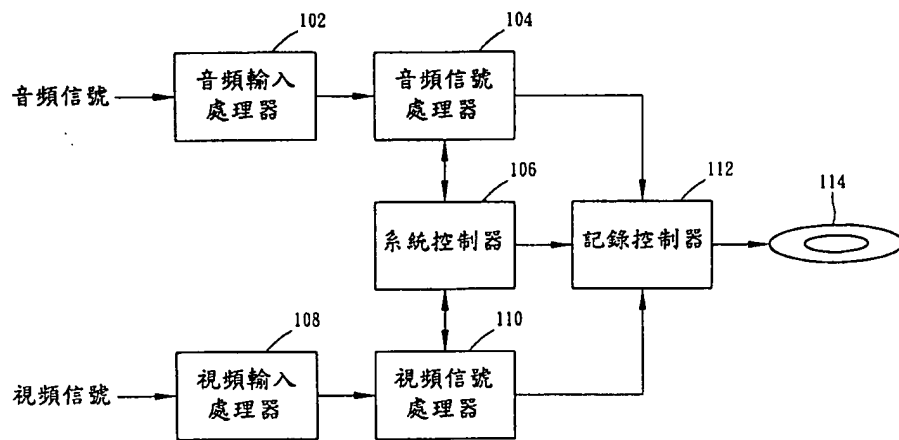 102
104
音頻信號
音頻輸入
處理器
音頻信號
處理器
106
112
114
系統控制器
記錄控制器
108
110
視頻信號
視頻輸入
處理器
視頻信號
處理器